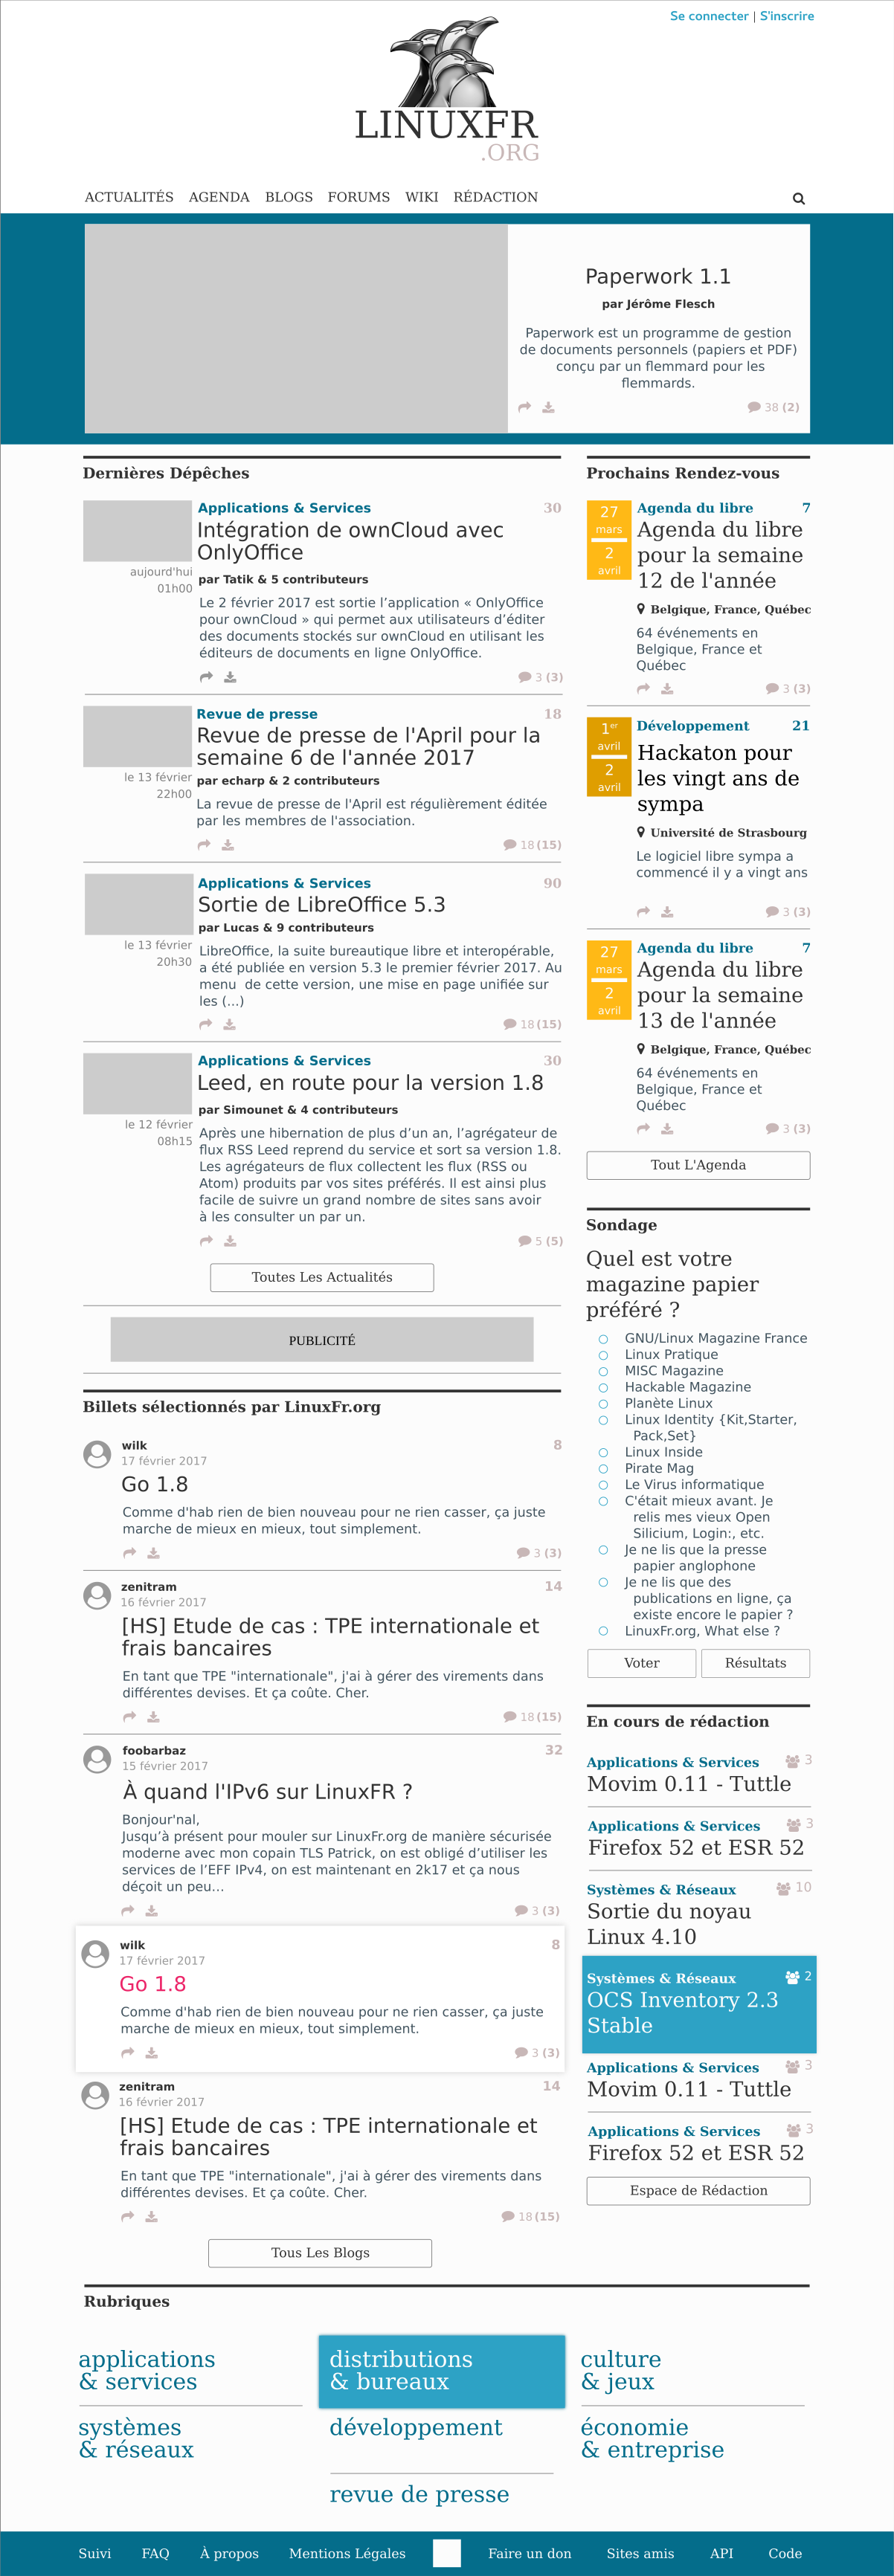 Se connecter | S'inscrire
LINUXFR
.ORG
ACTUALITÉS AGENDA BLOGS FORUMS WIKI RÉDACTION
Paperwork 1.1
par Jérôme Flesch
Paperwork est un programme de gestion
de documents personnels (papiers et PDF)
conçu par un flemmard pour les
flemmards.
38 (2)
Dernières Dépêches
Applications & Services 30
Intégration de ownCloud avec
OnlyOffice
aujourd'hui
01h00
par Tatik & 5 contributeurs
Le 2 février 2017 est sortie l’application « OnlyOffice
pour ownCloud » qui permet aux utilisateurs d’éditer
des documents stockés sur ownCloud en utilisant les
éditeurs de documents en ligne OnlyOffice.
3 (3)
Revue de presse 18
Revue de presse de l'April pour la
semaine 6 de l'année 2017
le 13 février
22h00
par echarp & 2 contributeurs
La revue de presse de l'April est régulièrement éditée
par les membres de l'association.
18 (15)
Applications & Services 90
Sortie de LibreOffice 5.3
par Lucas & 9 contributeurs
le 13 février
20h30
LibreOffice, la suite bureautique libre et interopérable,
a été publiée en version 5.3 le premier février 2017. Au
menu  de cette version, une mise en page unifiée sur
les (...)
18 (15)
Applications & Services 30
Leed, en route pour la version 1.8
par Simounet & 4 contributeurs
le 12 février
08h15
Après une hibernation de plus d’un an, l’agrégateur de
flux RSS Leed reprend du service et sort sa version 1.8.
Les agrégateurs de flux collectent les flux (RSS ou
Atom) produits par vos sites préférés. Il est ainsi plus
facile de suivre un grand nombre de sites sans avoir
à les consulter un par un.
5 (5)
Toutes Les Actualités
PUBLICITÉ
Billets sélectionnés par LinuxFr.org
wilk 8
17 février 2017
Go 1.8
Comme d'hab rien de bien nouveau pour ne rien casser, ça juste
marche de mieux en mieux, tout simplement.
3 (3)
zenitram 14
16 février 2017
[HS] Etude de cas : TPE internationale et
frais bancaires
En tant que TPE "internationale", j'ai à gérer des virements dans
différentes devises. Et ça coûte. Cher.
18 (15)
foobarbaz 32
15 février 2017
À quand l'IPv6 sur LinuxFR ?
Bonjour'nal,
Jusqu’à présent pour mouler sur LinuxFr.org de manière sécurisée
moderne avec mon copain TLS Patrick, on est obligé d’utiliser les
services de l’EFF IPv4, on est maintenant en 2k17 et ça nous
déçoit un peu…
3 (3)
wilk 8
17 février 2017
Go 1.8
Comme d'hab rien de bien nouveau pour ne rien casser, ça juste
marche de mieux en mieux, tout simplement.
3 (3)
zenitram 14
16 février 2017
[HS] Etude de cas : TPE internationale et
frais bancaires
En tant que TPE "internationale", j'ai à gérer des virements dans
différentes devises. Et ça coûte. Cher.
18 (15)
Tous Les Blogs
Prochains Rendez-vous
27
mars
2
avril
Agenda du libre 7
Agenda du libre
pour la semaine
12 de l'année
Belgique, France, Québec
64 événements en
Belgique, France et
Québec
3 (3)
1er
avril
2
avril
Développement 21
Hackaton pour
les vingt ans de
sympa
Université de Strasbourg
Le logiciel libre sympa a
commencé il y a vingt ans
3 (3)
27
mars
2
avril
Agenda du libre 7
Agenda du libre
pour la semaine
13 de l'année
Belgique, France, Québec
64 événements en
Belgique, France et
Québec
3 (3)
Tout L'Agenda
Sondage
Quel est votre
magazine papier
préféré ?
GNU/Linux Magazine France
Linux Pratique
MISC Magazine
Hackable Magazine
Planète Linux
Linux Identity {Kit,Starter,
Pack,Set}
Linux Inside
Pirate Mag
Le Virus informatique
C'était mieux avant. Je
relis mes vieux Open
Silicium, Login:, etc.
Je ne lis que la presse
papier anglophone
Je ne lis que des
publications en ligne, ça
existe encore le papier ?
LinuxFr.org, What else ?
Voter Résultats
En cours de rédaction
Applications & Services 3
Movim 0.11 - Tuttle
Applications & Services 3
Firefox 52 et ESR 52
Systèmes & Réseaux 10
Sortie du noyau
Linux 4.10
Systèmes & Réseaux 2
OCS Inventory 2.3
Stable
Applications & Services 3
Movim 0.11 - Tuttle
Applications & Services 3
Firefox 52 et ESR 52
Espace de Rédaction
Rubriques
applications
& services
distributions
& bureaux
culture
& jeux
systèmes
& réseaux
développement
économie
& entreprise
revue de presse
Suivi FAQ À propos Mentions Légales Faire un don Sites amis API Code